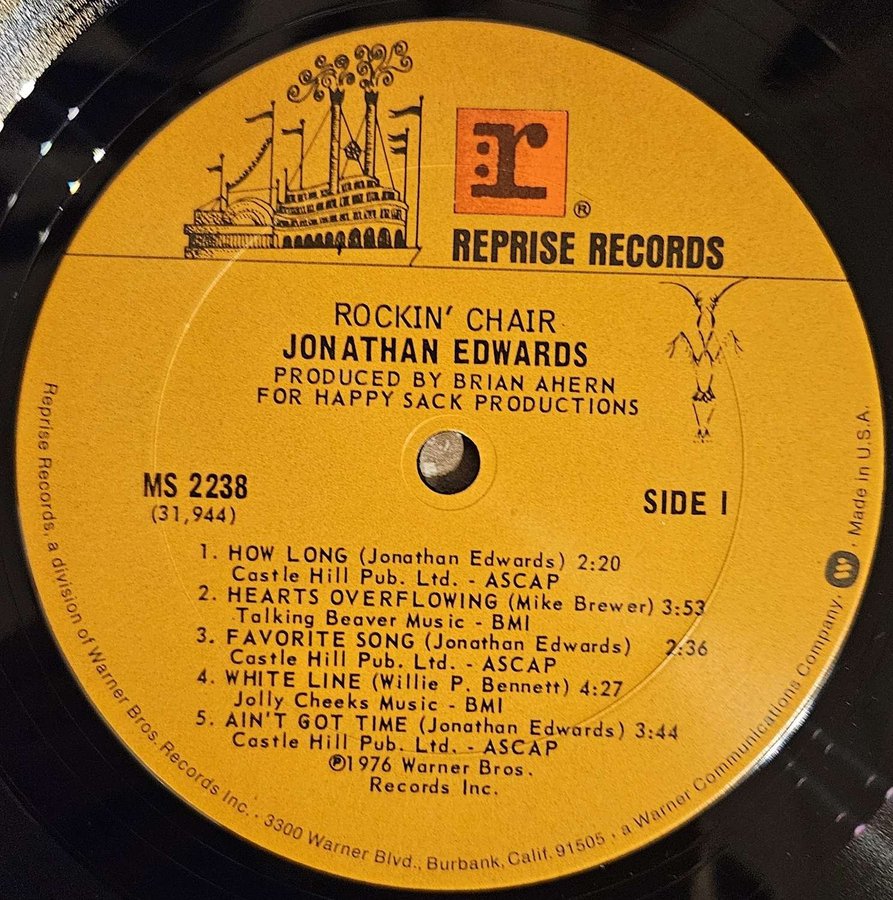 r
®
REPRISE RECORDS
ROCKIN' CHAIR
JONATHAN EDWARDS
PRODUCED BY BRIAN AHERN
FOR HAPPY SACK PRODUCTIONS
MS 2238
(31,944)
SIDE I
1. HOW LONG (Jonathan Edwards) 2:20
Castle Hill Pub. Ltd. - ASCAP
2. HEARTS OVERFLOWING (Mike Brewer) 3:53
Talking Beaver Music - BMI
3. FAVORITE SONG (Jonathan Edwards) 2:36
Castle Hill Pub. Ltd. - ASCAP
4. WHITE LINE (Willie P. Bennett) 4:27
Jolly Cheeks Music - BMI
5. AIN'T GOT TIME (Jonathan Edwards) 3:44
Castle Hill Pub. Ltd. - ASCAP
℗1976 Warner Bros.
Records Inc.
Reprise Records, a division of Warner Bros. Records Inc. · 3300 Warner Blvd., Burbank, Calif. 91505 · a Warner Communications Company. W · Made in U.S.A.